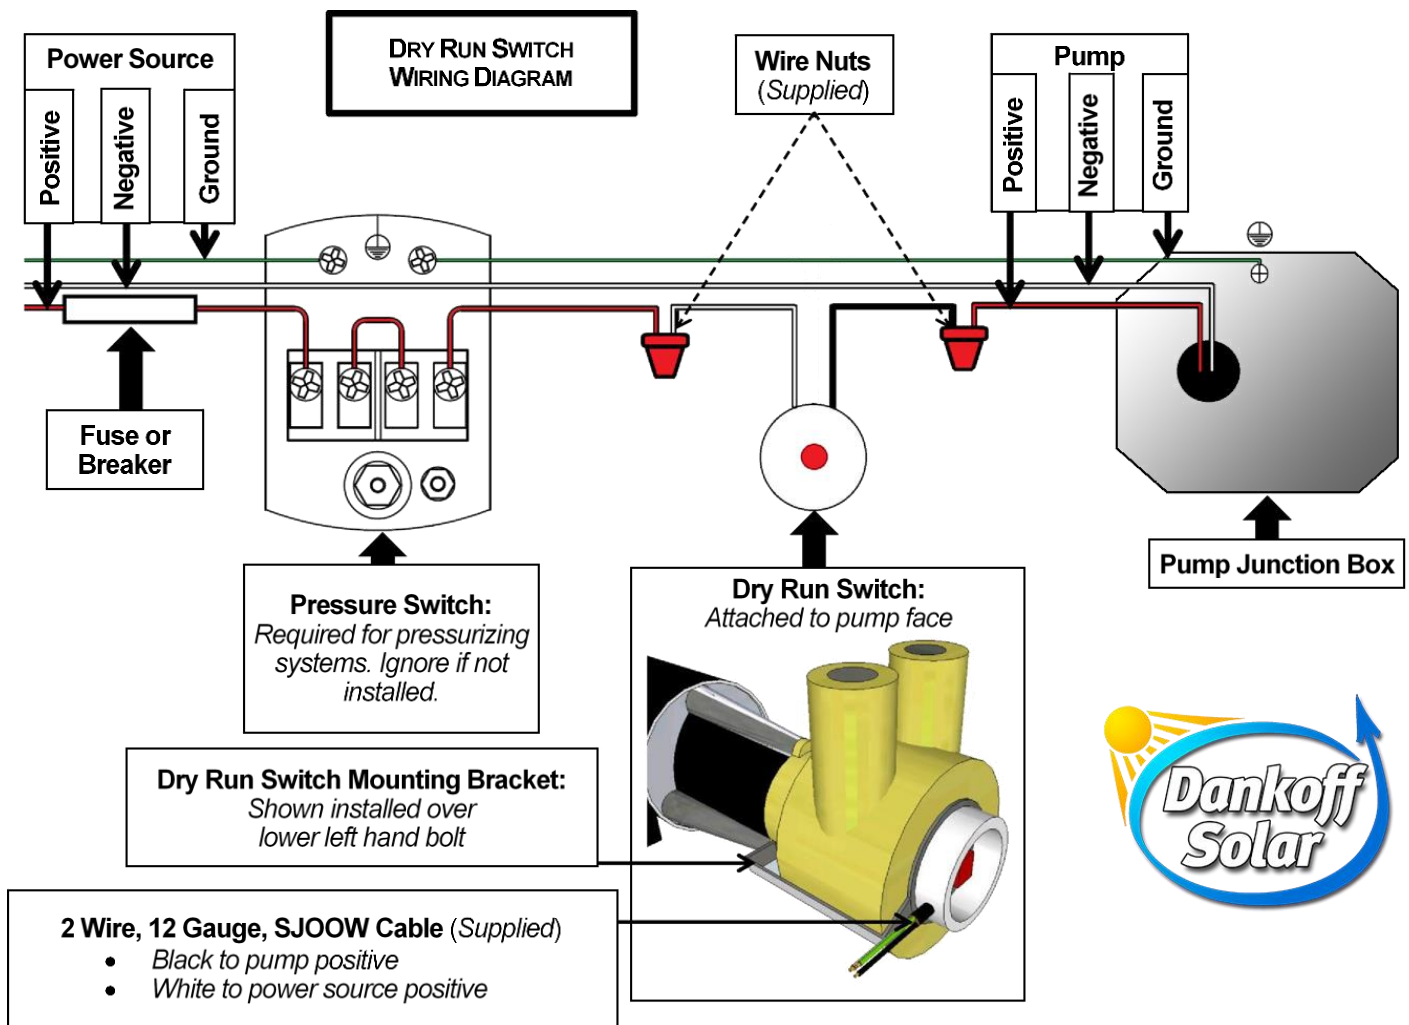 DRY RUN SWITCH
WIRING DIAGRAM
Power Source
Positive
Negative
Ground
Wire Nuts
(Supplied)
Pump
Positive
Negative
Ground
Fuse or
Breaker
Pressure Switch:
Required for pressurizing
systems. Ignore if not
installed.
Dry Run Switch:
Attached to pump face
Pump Junction Box
Dry Run Switch Mounting Bracket:
Shown installed over
lower left hand bolt
2 Wire, 12 Gauge, SJOOW Cable (Supplied)
• Black to pump positive
• White to power source positive
Dankoff
Solar